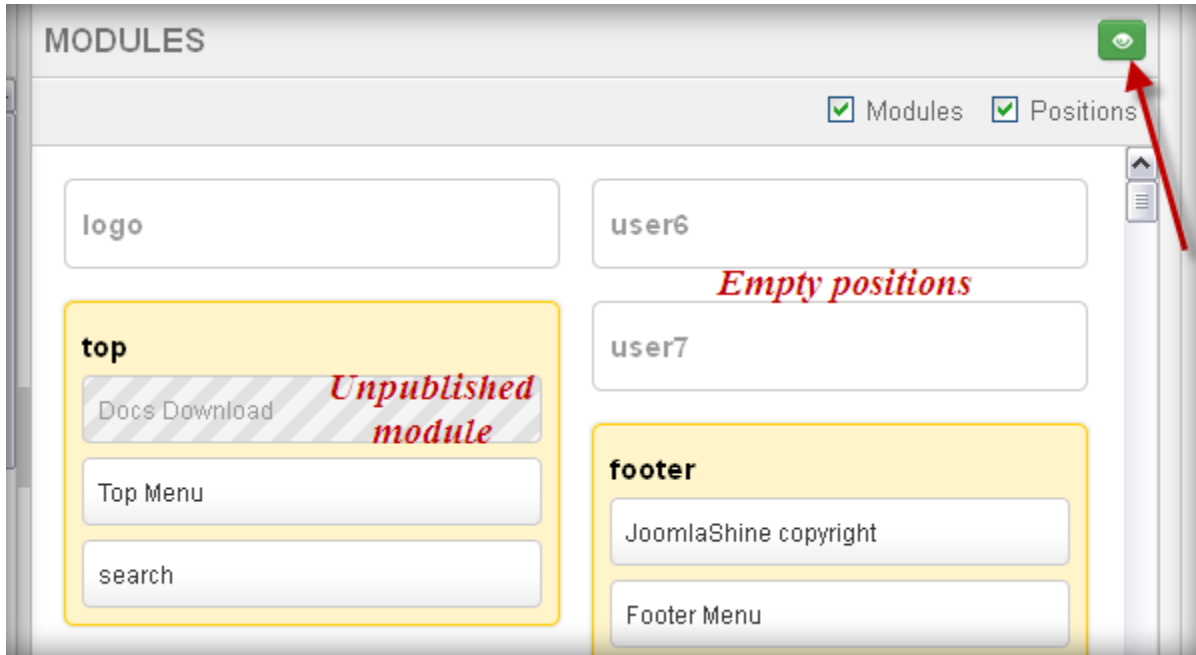 MODULES
Modules Positions
logo
top
Docs Download
Unpublished
module
Top Menu
search
user6
Empty positions
user7
footer
JoomlaShine copyright
Footer Menu